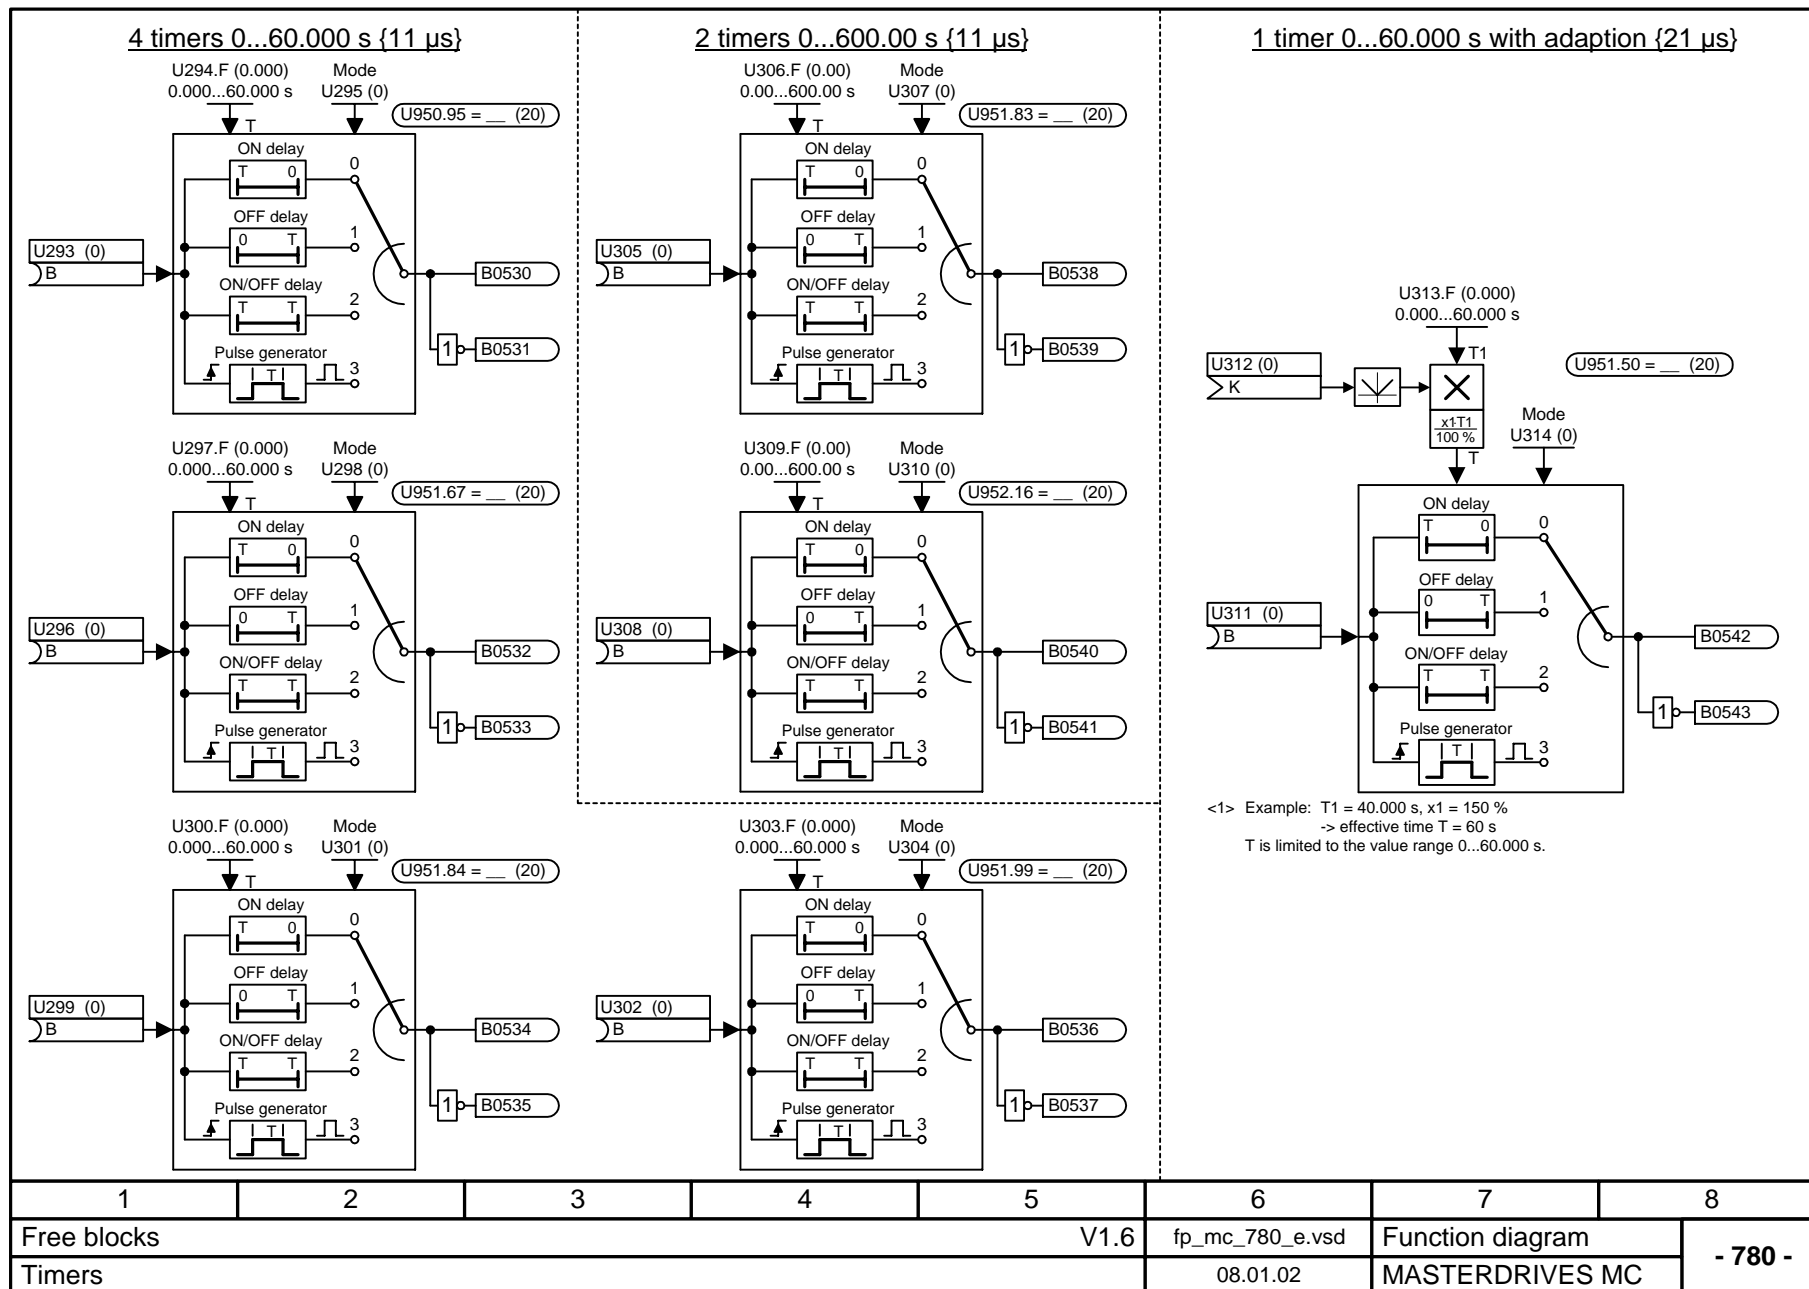 4 timers 0...60.000 s {11 µs}
2 timers 0...600.00 s {11 µs}
1 timer 0...60.000 s with adaption {21 µs}
U294.F (0.000)
0.000...60.000 s
Mode
U295 (0)
U950.95 = __ (20)
T
ON delay
T 0
0
OFF delay
0 T
1
U293 (0)
B
B0530
ON/OFF delay
T T
2
1
B0531
Pulse generator
T
3
U306.F (0.00)
0.00...600.00 s
Mode
U307 (0)
U951.83 = __ (20)
T
ON delay
T 0
0
OFF delay
0 T
1
U305 (0)
B
B0538
ON/OFF delay
T T
2
1
B0539
Pulse generator
T
3
U297.F (0.000)
0.000...60.000 s
Mode
U298 (0)
U951.67 = __ (20)
T
ON delay
T 0
0
OFF delay
0 T
1
U296 (0)
B
B0532
ON/OFF delay
T T
2
1
B0533
Pulse generator
T
3
U309.F (0.00)
0.00...600.00 s
Mode
U310 (0)
U952.16 = __ (20)
T
ON delay
T 0
0
OFF delay
0 T
1
U308 (0)
B
B0540
ON/OFF delay
T T
2
1
B0541
Pulse generator
T
3
U300.F (0.000)
0.000...60.000 s
Mode
U301 (0)
U951.84 = __ (20)
T
ON delay
T 0
0
OFF delay
0 T
1
U299 (0)
B
B0534
ON/OFF delay
T T
2
1
B0535
Pulse generator
T
3
U303.F (0.000)
0.000...60.000 s
Mode
U304 (0)
U951.99 = __ (20)
T
ON delay
T 0
0
OFF delay
0 T
1
U302 (0)
B
B0536
ON/OFF delay
T T
2
1
B0537
Pulse generator
T
3
U313.F (0.000)
0.000...60.000 s
T1
U312 (0)
K
U951.50 = __ (20)
x1·T1
100 %
Mode
U314 (0)
T
ON delay
T 0
0
OFF delay
0 T
1
U311 (0)
B
B0542
ON/OFF delay
T T
2
1
B0543
Pulse generator
T
3
<1> Example: T1 = 40.000 s, x1 = 150 %
-> effective time T = 60 s
T is limited to the value range 0...60.000 s.
1 2 3 4 5 6 7 8
Free blocks V1.6 fp_mc_780_e.vsd Function diagram
- 780 -
Timers 08.01.02 MASTERDRIVES MC